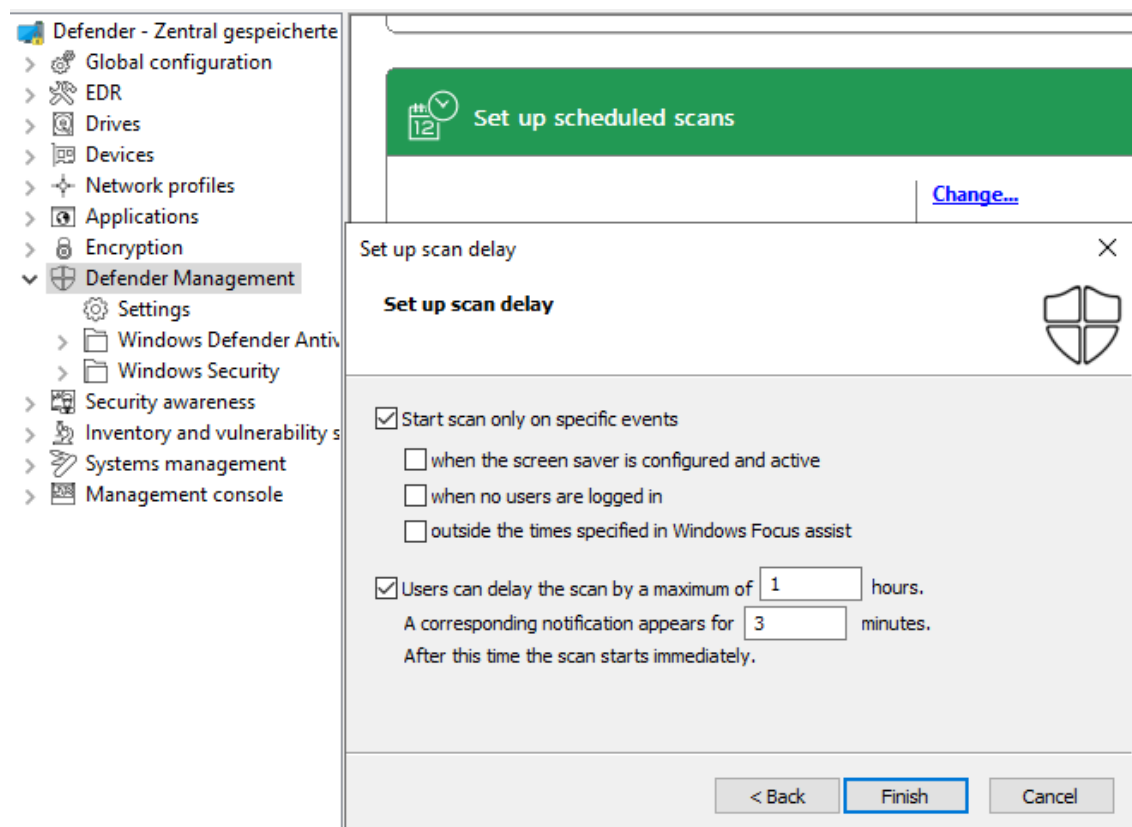 Defender - Zentral gespeicherte
Global configuration
EDR
Drives
Devices
Network profiles
Applications
Encryption
Defender Management
Settings
Windows Defender Antiv
Windows Security
Security awareness
Inventory and vulnerability s
Systems management
Management console
12
Set up scheduled scans
Change...
Set up scan delay
Set up scan delay
Start scan only on specific events
when the screen saver is configured and active
when no users are logged in
outside the times specified in Windows Focus assist
Users can delay the scan by a maximum of 1 hours.
A corresponding notification appears for 3 minutes.
After this time the scan starts immediately.
< Back Finish Cancel